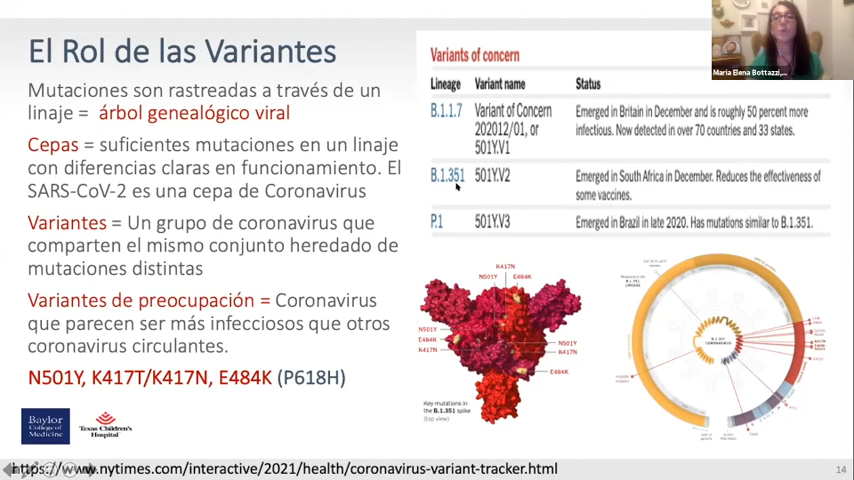 El Rol de las Variantes
Mutaciones son rastreadas a través de un
linaje = árbol genealógico viral
Cepas = suficientes mutaciones en un linaje
con diferencias claras en funcionamiento. El
SARS-CoV-2 es una cepa de Coronavirus
Variantes = Un grupo de coronavirus que
comparten el mismo conjunto heredado de
mutaciones distintas
Variantes de preocupación = Coronavirus
que parecen ser más infecciosos que otros
coronavirus circulantes.
N501Y, K417T/K417N, E484K (P618H)
Baylor
College of
Medicine
Texas Children's
Hospital
https://www.nytimes.com/interactive/2021/health/coronavirus-variant-tracker.html
Variants of concern
Lineage Variant name Status
B.1.1.7 Variant of Concern 202012/01, or 501Y.V1 Emerged in Britain in December and is roughly 50 percent more
infectious. Now detected in over 70 countries and 33 states.
B.1.351 501Y.V2 Emerged in South Africa in December. Reduces the effectiveness of
some vaccines.
P.1 501Y.V3 Emerged in Brazil in late 2020. Has mutations similar to B.1.351.
K417N
N501Y E484K
N501Y
E484K
K417N
N501Y
K417N
E484K
Key mutations in
the B.1.351 spike
(top view)
B.1.351
CORONAVIRUS
Maria Elena Bottazzi,...
14